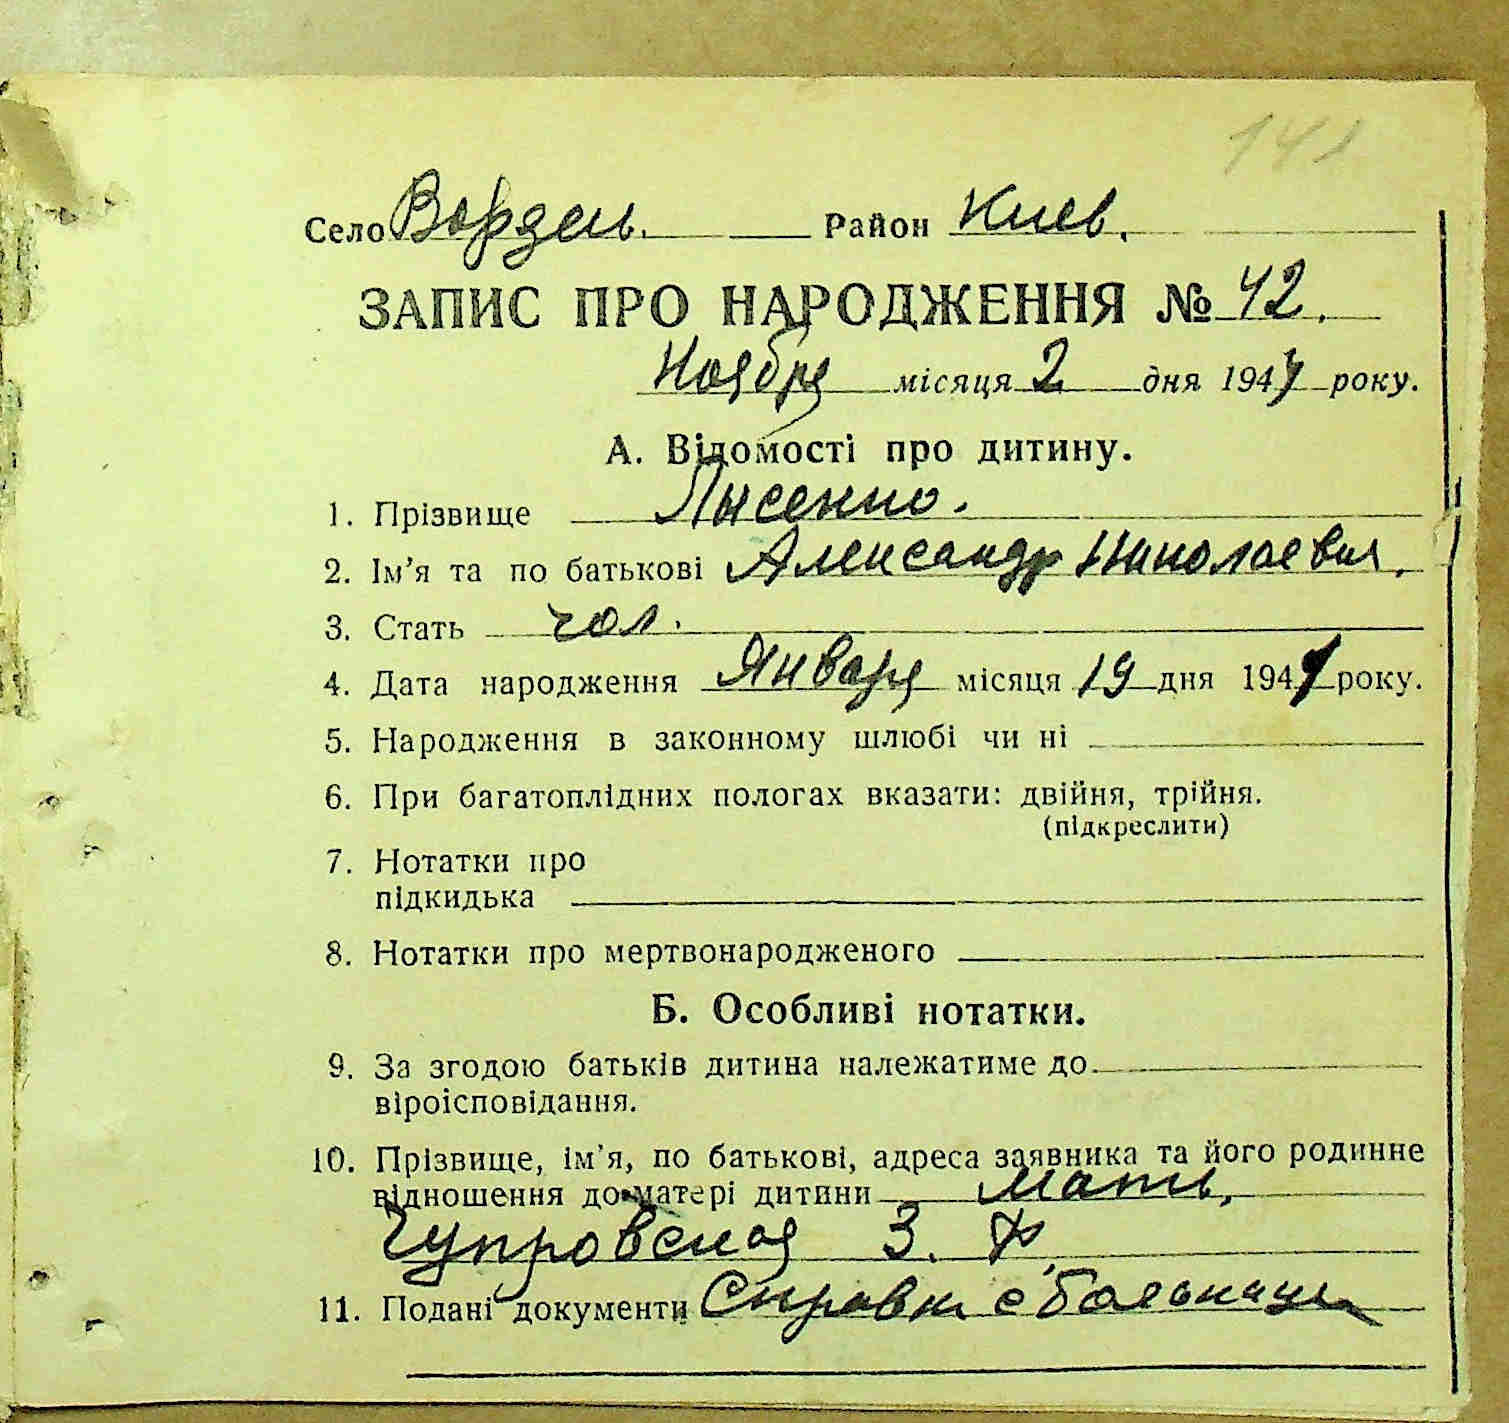 141
Село Ворзель. Район Киев.
ЗАПИС ПРО НАРОДЖЕННЯ № 42.
Ноября місяця 2 дня 1941 року.
А. Відомості про дитину.
1. Прізвище Лысенко.
2. Ім'я та по батькові Александр Николаевич.
3. Стать чол.
4. Дата народження Января місяця 19 дня 1941 року.
5. Народження в законному шлюбі чи ні
6. При багатоплідних пологах вказати: двійня, трійня.
(підкреслити)
7. Нотатки про
підкидька
8. Нотатки про мертвонародженого
Б. Особливі нотатки.
9. За згодою батьків дитина належатиме до
віроісповідання.
10. Прізвище, ім'я, по батькові, адреса заявника та його родинне
відношення до матері дитини мать,
Чупровская З. Ф.
11. Подані документи Справка с больницы